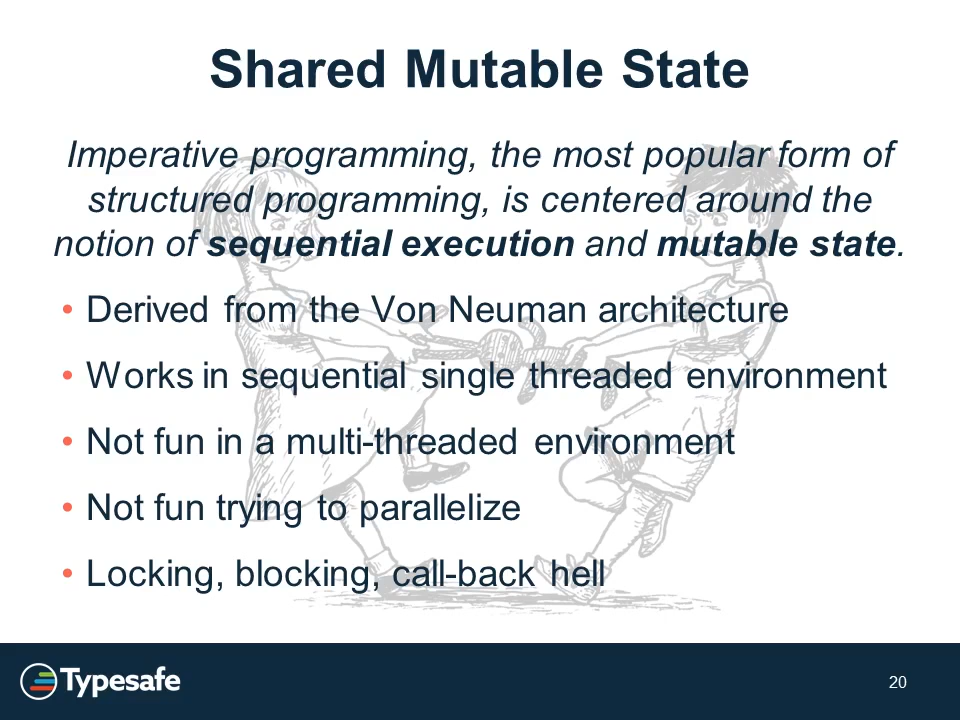 Shared Mutable State
Imperative programming, the most popular form of
structured programming, is centered around the
notion of sequential execution and mutable state.
• Derived from the Von Neuman architecture
• Works in sequential single threaded environment
• Not fun in a multi-threaded environment
• Not fun trying to parallelize
• Locking, blocking, call-back hell
Typesafe
20